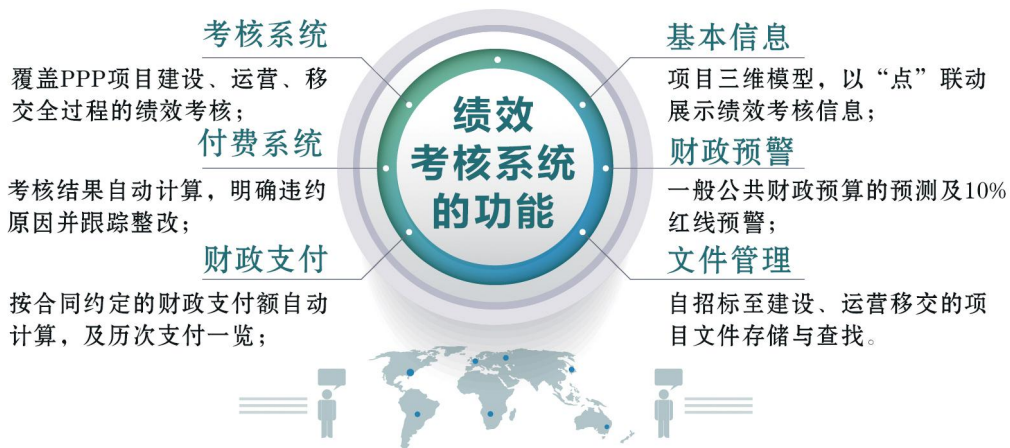 绩效
考核系统
的功能
考核系统
覆盖PPP项目建设、运营、移
交全过程的绩效考核；
付费系统
考核结果自动计算，明确违约
原因并跟踪整改；
财政支付
按合同约定的财政支付额自动
计算，及历次支付一览；
基本信息
项目三维模型，以“点”联动
展示绩效考核信息；
财政预警
一般公共财政预算的预测及10%
红线预警；
文件管理
自招标至建设、运营移交的项
目文件存储与查找。